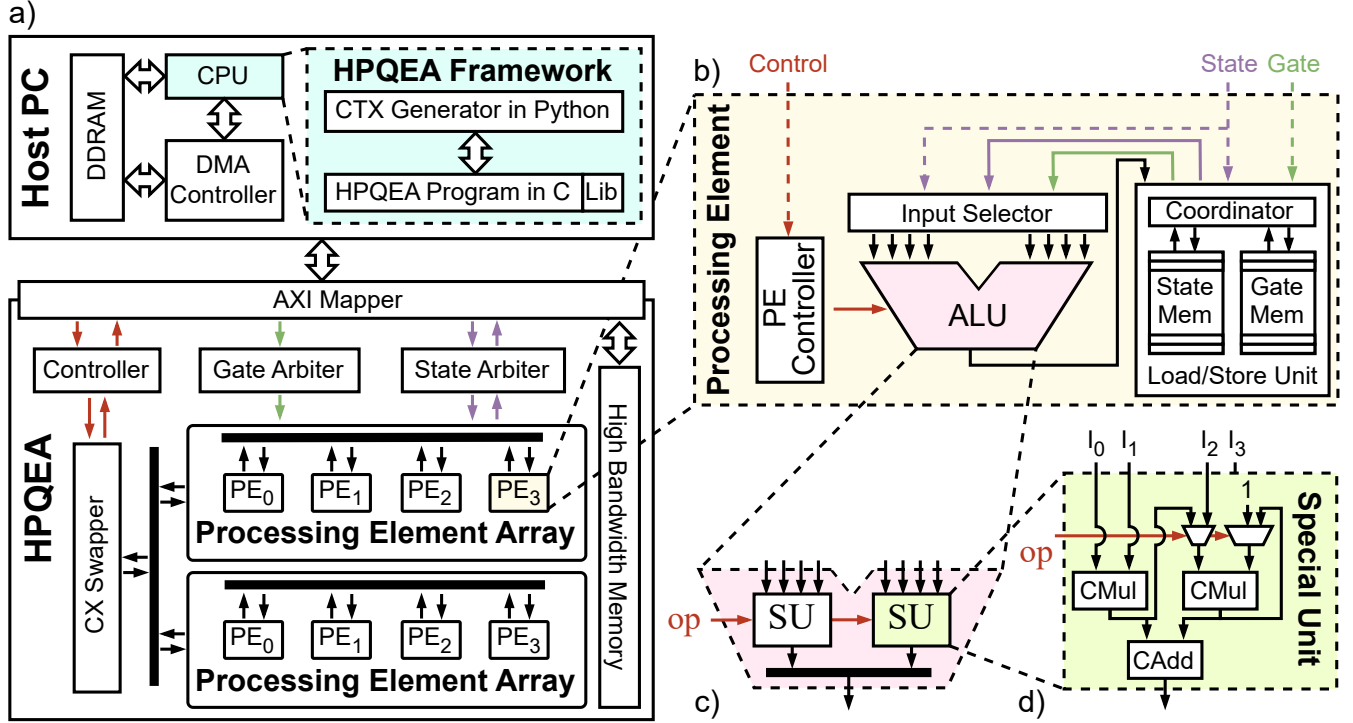 a)
Host PC
DDRAM
CPU
DMA
Controller
HPQEA Framework
CTX Generator in Python
HPQEA Program in C
Lib
AXI Mapper
HPQEA
Controller
Gate Arbiter
State Arbiter
CX Swapper
High Bandwidth Memory
PE0
PE1
PE2
PE3
Processing Element Array
PE0
PE1
PE2
PE3
Processing Element Array
b)
Control
State
Gate
Processing Element
PE
Controller
Input Selector
ALU
Coordinator
State
Mem
Gate
Mem
Load/Store Unit
c)
op
SU
SU
d)
I0
I1
I2
I3
1
op
CMul
CMul
CAdd
Special Unit